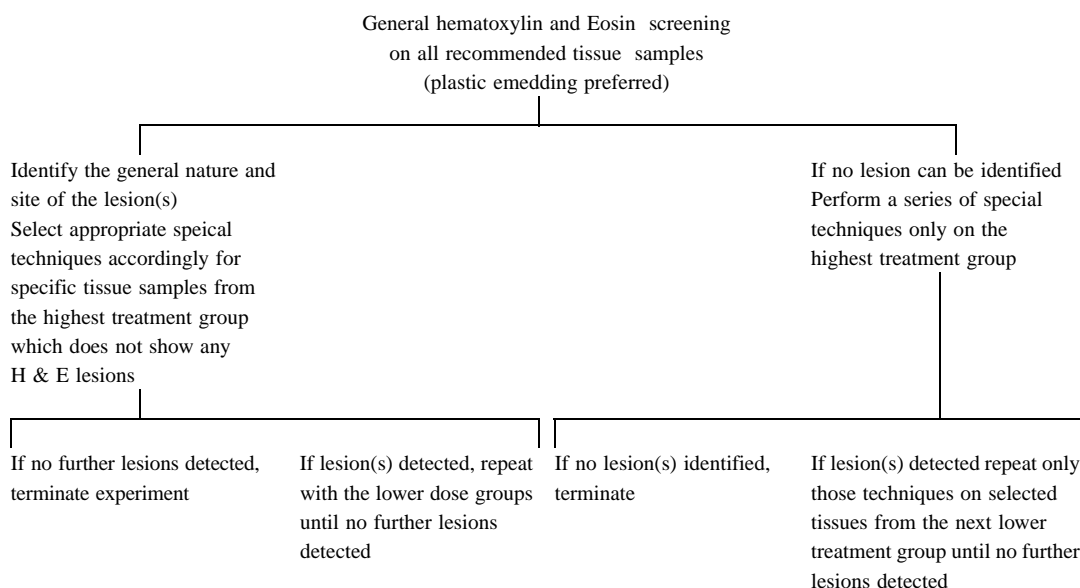 General hematoxylin and Eosin screening
on all recommended tissue samples
(plastic emedding preferred)
Identify the general nature and
site of the lesion(s)
Select appropriate speical
techniques accordingly for
specific tissue samples from
the highest treatment group
which does not show any
H & E lesions
If no lesion can be identified
Perform a series of special
techniques only on the
highest treatment group
If no further lesions detected,
terminate experiment
If lesion(s) detected, repeat
with the lower dose groups
until no further lesions
detected
If no lesion(s) identified,
terminate
If lesion(s) detected repeat only
those techniques on selected
tissues from the next lower
treatment group until no further
lesions detected